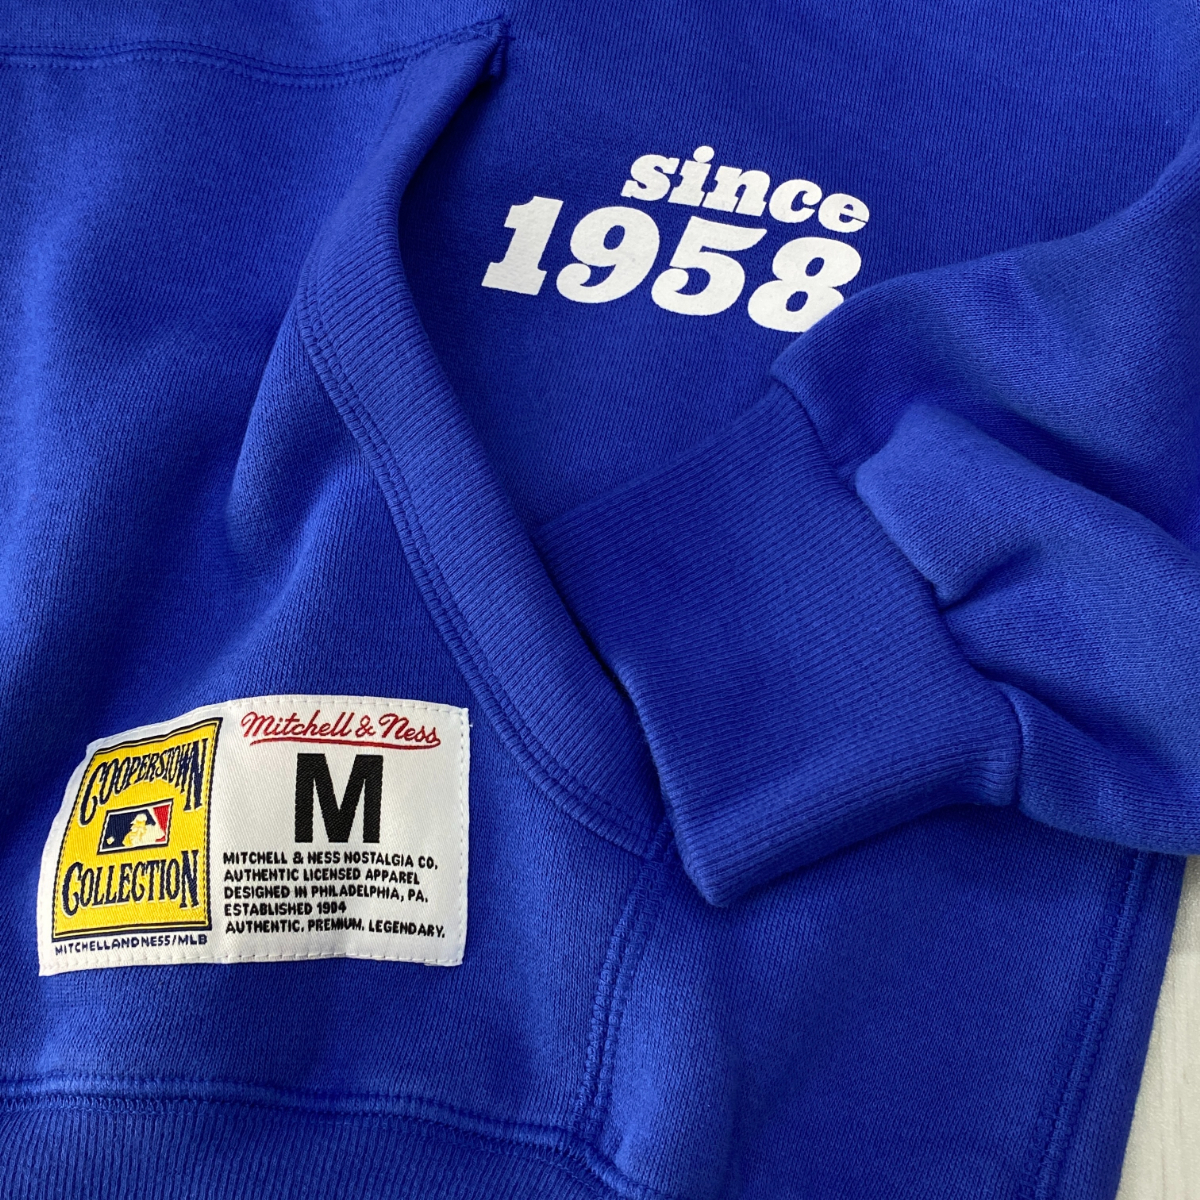 since
1958
COOPERSTOWN
COLLECTION
MITCHELLANDNESS/MLB
Mitchell & Ness
M
MITCHELL & NESS NOSTALGIA CO.
AUTHENTIC LICENSED APPAREL
DESIGNED IN PHILADELPHIA, PA.
ESTABLISHED 1904
AUTHENTIC. PREMIUM. LEGENDARY.